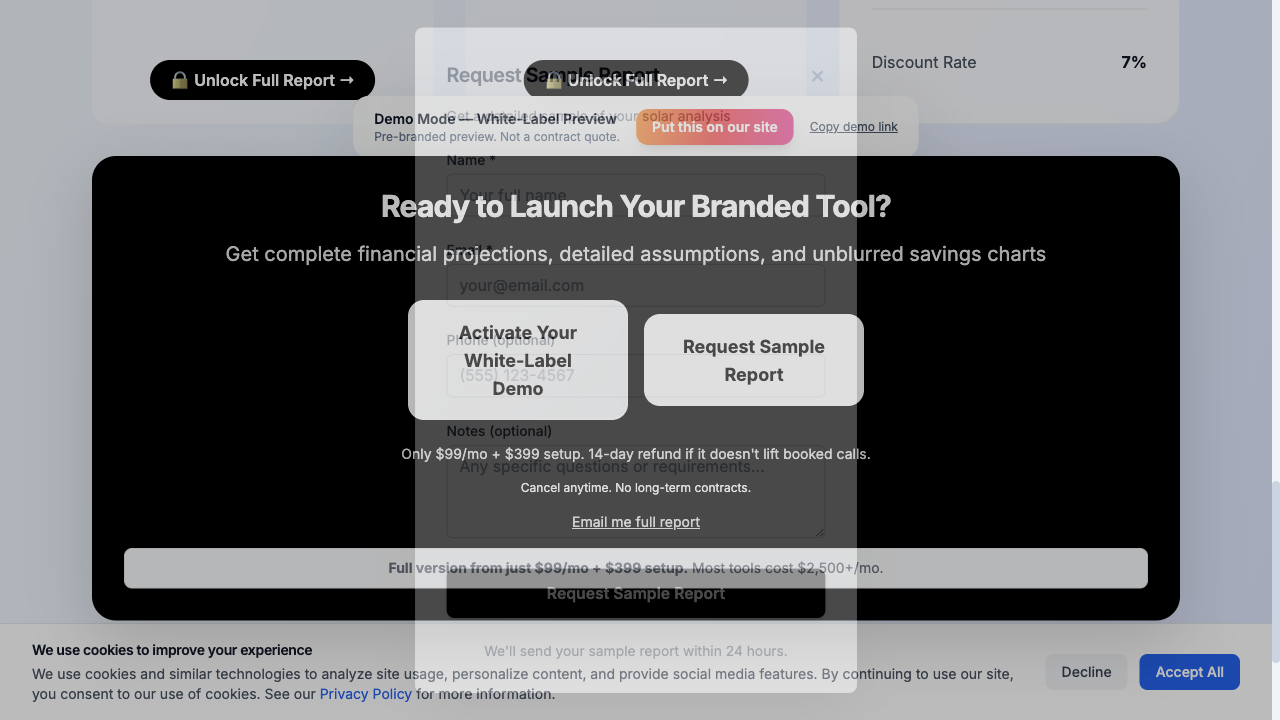 🔒 Unlock Full Report →
🔒 Unlock Full Report →
Discount Rate
7%
Request Sample Report
×
Get a detailed sample of your solar analysis
Demo Mode — White-Label Preview
Pre-branded preview. Not a contract quote.
Put this on our site
Copy demo link
Name *
Your full name
Ready to Launch Your Branded Tool?
Email *
Get complete financial projections, detailed assumptions, and unblurred savings charts
your@email.com
Activate Your
White-Label
Demo
Request Sample
Report
Phone (optional)
(555) 123-4567
Notes (optional)
Only $99/mo + $399 setup. 14-day refund if it doesn't lift booked calls.
Any specific questions or requirements...
Cancel anytime. No long-term contracts.
Email me full report
Full version from just $99/mo + $399 setup. Most tools cost $2,500+/mo.
Request Sample Report
We'll send your sample report within 24 hours.
We use cookies to improve your experience
We use cookies and similar technologies to analyze site usage, personalize content, and provide social media features. By continuing to use our site,
you consent to our use of cookies. See our Privacy Policy for more information.
Decline
Accept All